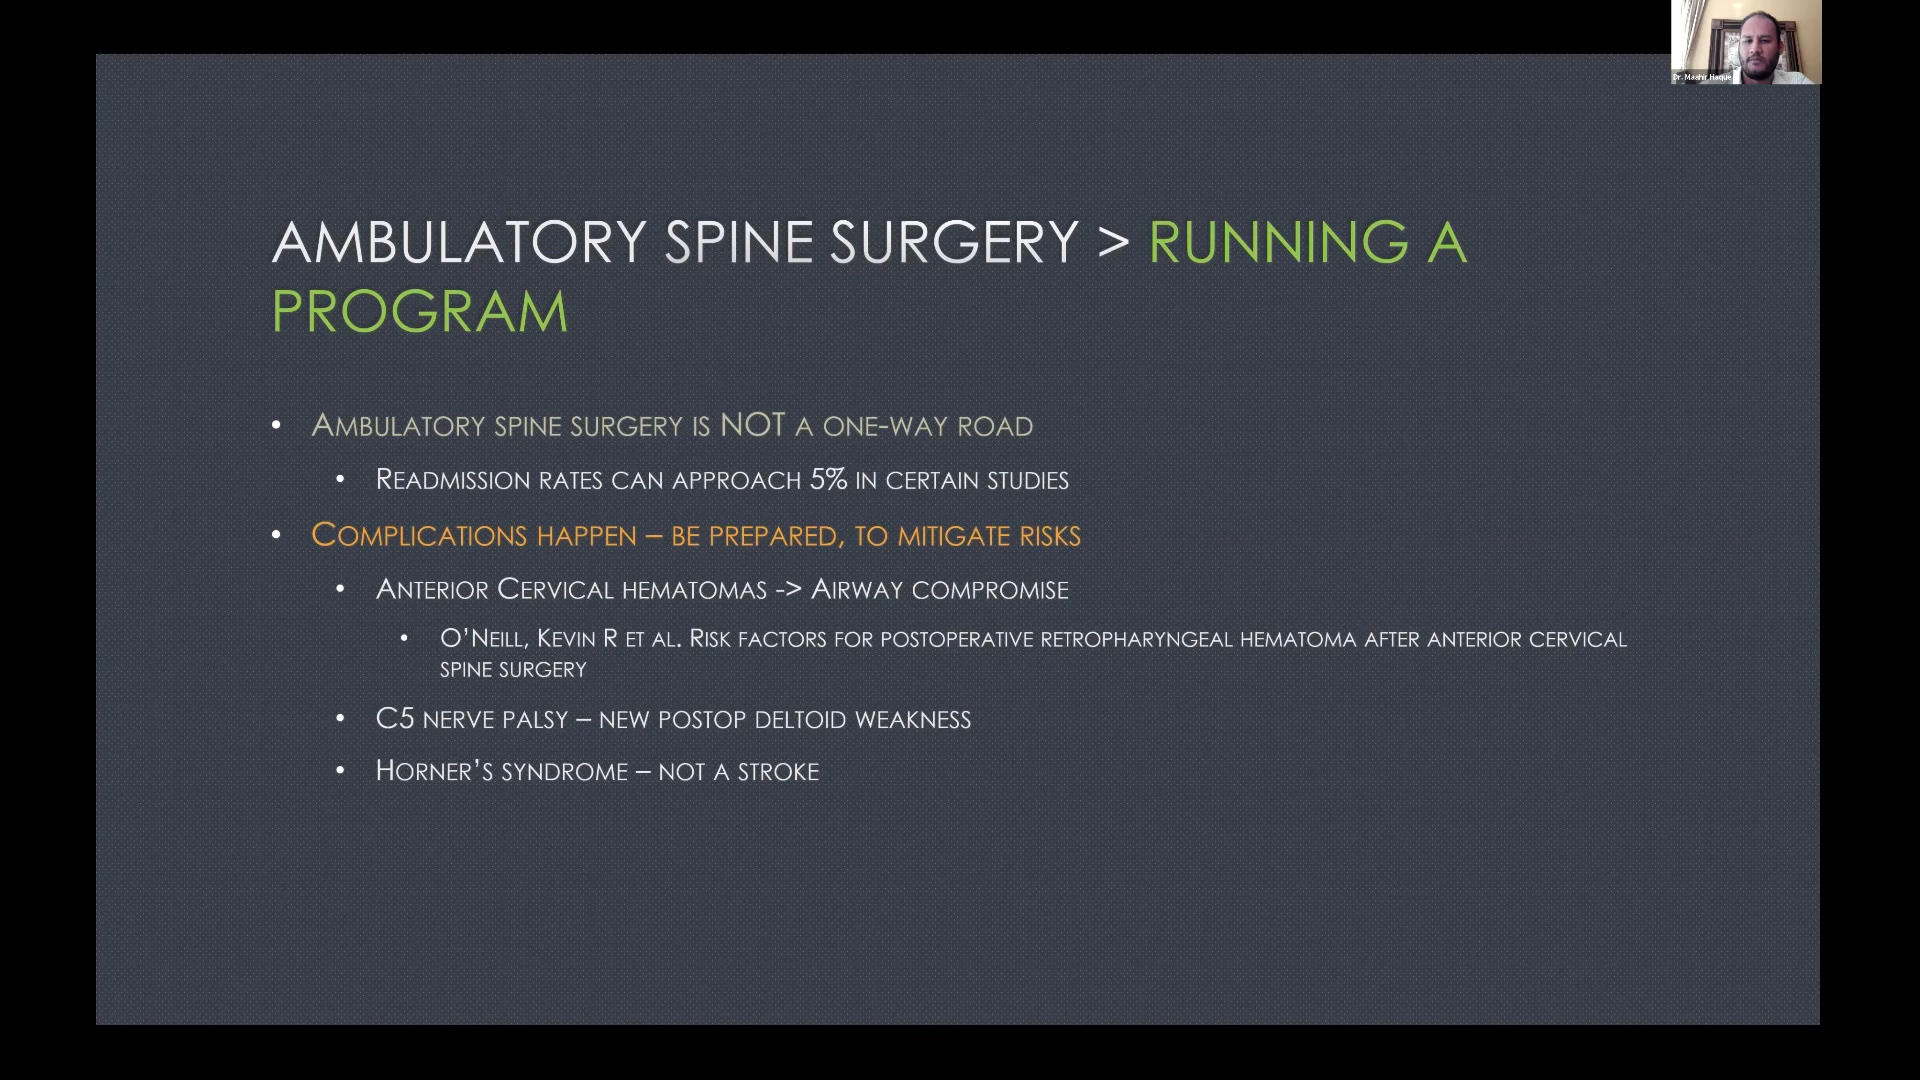 Dr. Maahir Haque
AMBULATORY SPINE SURGERY > RUNNING A
PROGRAM
• AMBULATORY SPINE SURGERY IS NOT A ONE-WAY ROAD
• READMISSION RATES CAN APPROACH 5% IN CERTAIN STUDIES
• COMPLICATIONS HAPPEN – BE PREPARED, TO MITIGATE RISKS
• ANTERIOR CERVICAL HEMATOMAS -> AIRWAY COMPROMISE
• O’NEILL, KEVIN R ET AL. RISK FACTORS FOR POSTOPERATIVE RETROPHARYNGEAL HEMATOMA AFTER ANTERIOR CERVICAL
SPINE SURGERY
• C5 NERVE PALSY – NEW POSTOP DELTOID WEAKNESS
• HORNER’S SYNDROME – NOT A STROKE